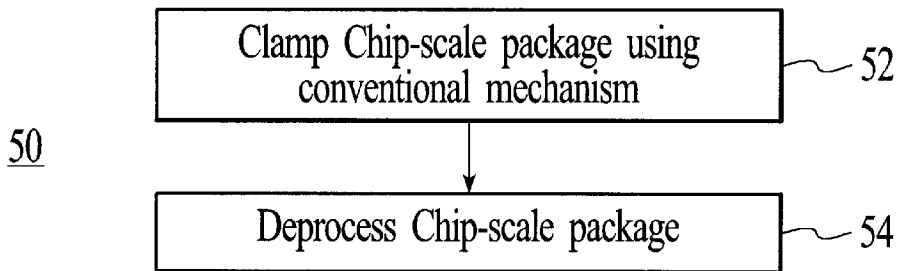 Clamp Chip-scale package using
conventional mechanism
52
50
Deprocess Chip-scale package
54